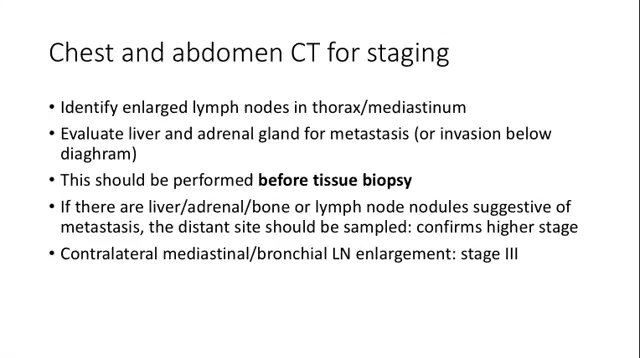 Chest and abdomen CT for staging
• Identify enlarged lymph nodes in thorax/mediastinum
• Evaluate liver and adrenal gland for metastasis (or invasion below
diaghram)
• This should be performed before tissue biopsy
• If there are liver/adrenal/bone or lymph node nodules suggestive of
metastasis, the distant site should be sampled: confirms higher stage
• Contralateral mediastinal/bronchial LN enlargement: stage III